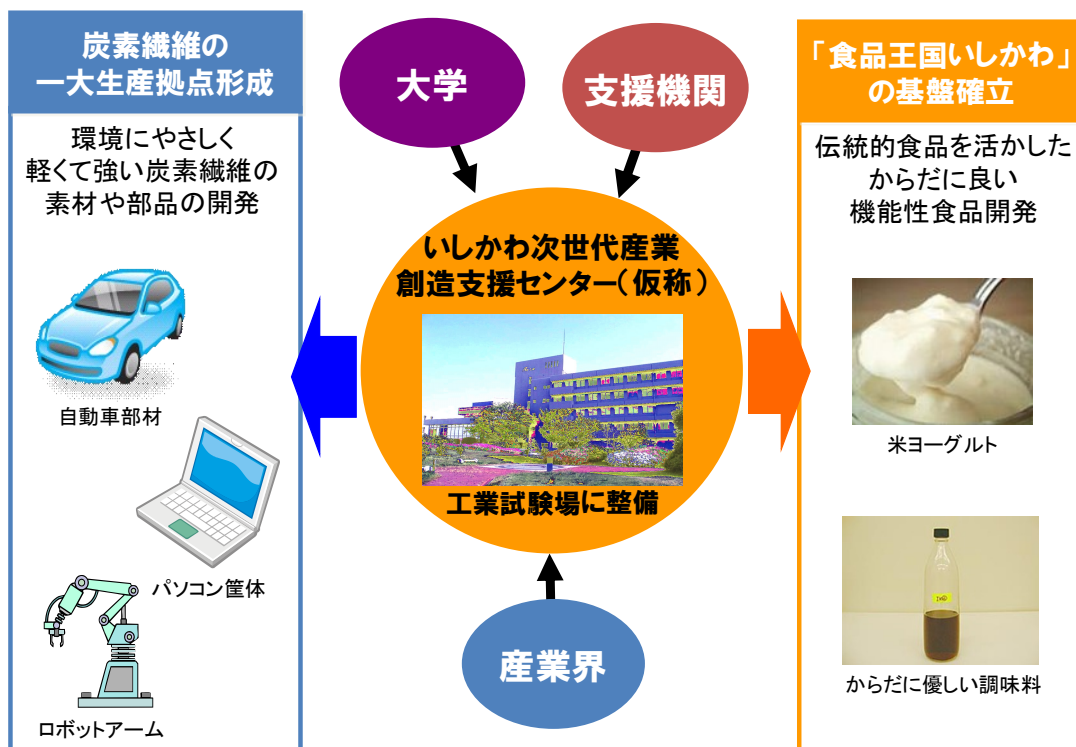 炭素繊維の
一大生産拠点形成
環境にやさしく
軽くて強い炭素繊維の
素材や部品の開発
自動車部材
パソコン筐体
ロボットアーム
大学
支援機関
いしかわ次世代産業
創造支援センター(仮称)
工業試験場に整備
産業界
「食品王国いしかわ」
の基盤確立
伝統的食品を活かした
からだに良い
機能性食品開発
米ヨーグルト
からだに優しい調味料